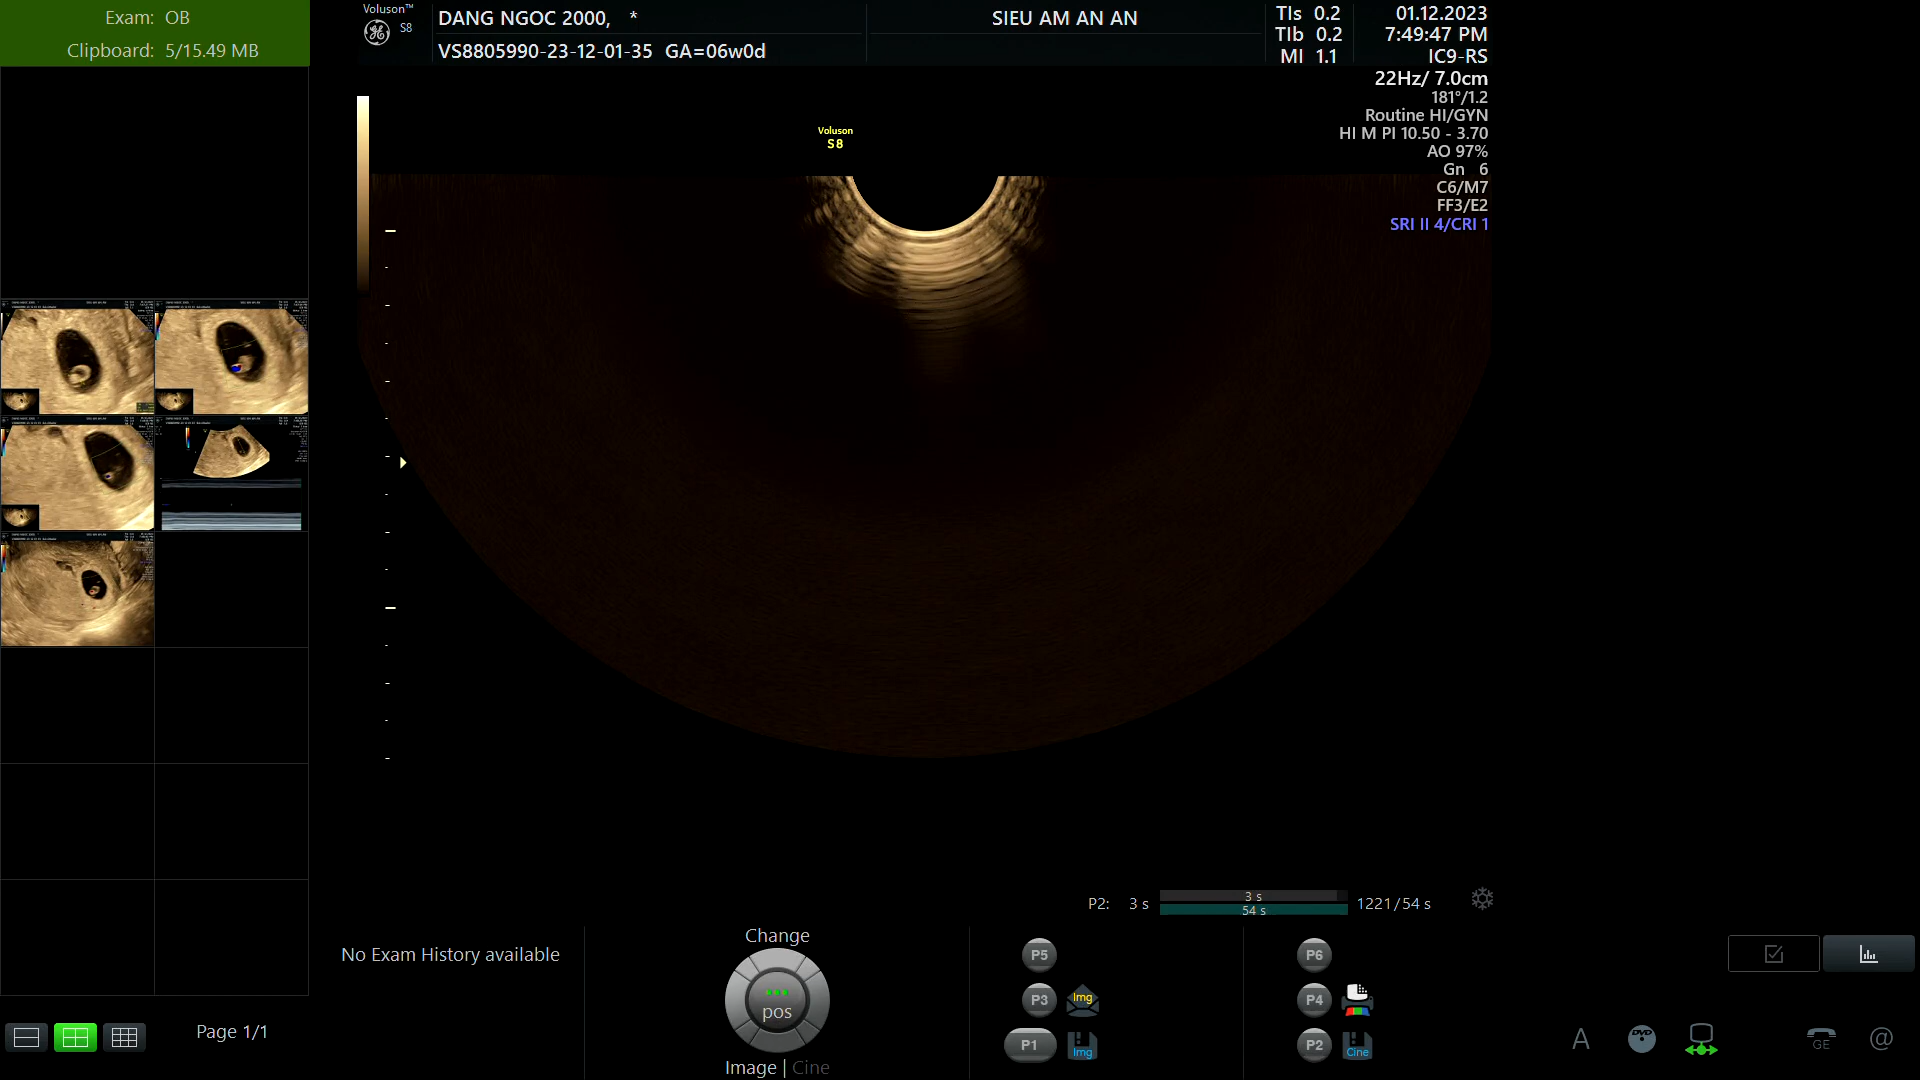 Exam: OB
Clipboard: 5/15.49 MB
Voluson™
S8
DANG NGOC 2000, *
VS8805990-23-12-01-35 GA=06w0d
SIEU AM AN AN
TIs 0.2
TIb 0.2
MI 1.1
01.12.2023
7:49:47 PM
IC9-RS
22Hz/ 7.0cm
181°/1.2
Routine HI/GYN
HI M PI 10.50 - 3.70
AO 97%
Gn 6
C6/M7
FF3/E2
SRI II 4/CRI 1
Voluson
S8
P2: 3 s
3 s
54 s
1221/54 s
No Exam History available
Change
pos
Image | Cine
P5
P3 Img
P1 Img
P6
P4
P2 Cine
Page 1/1
A
DVD
GE
@